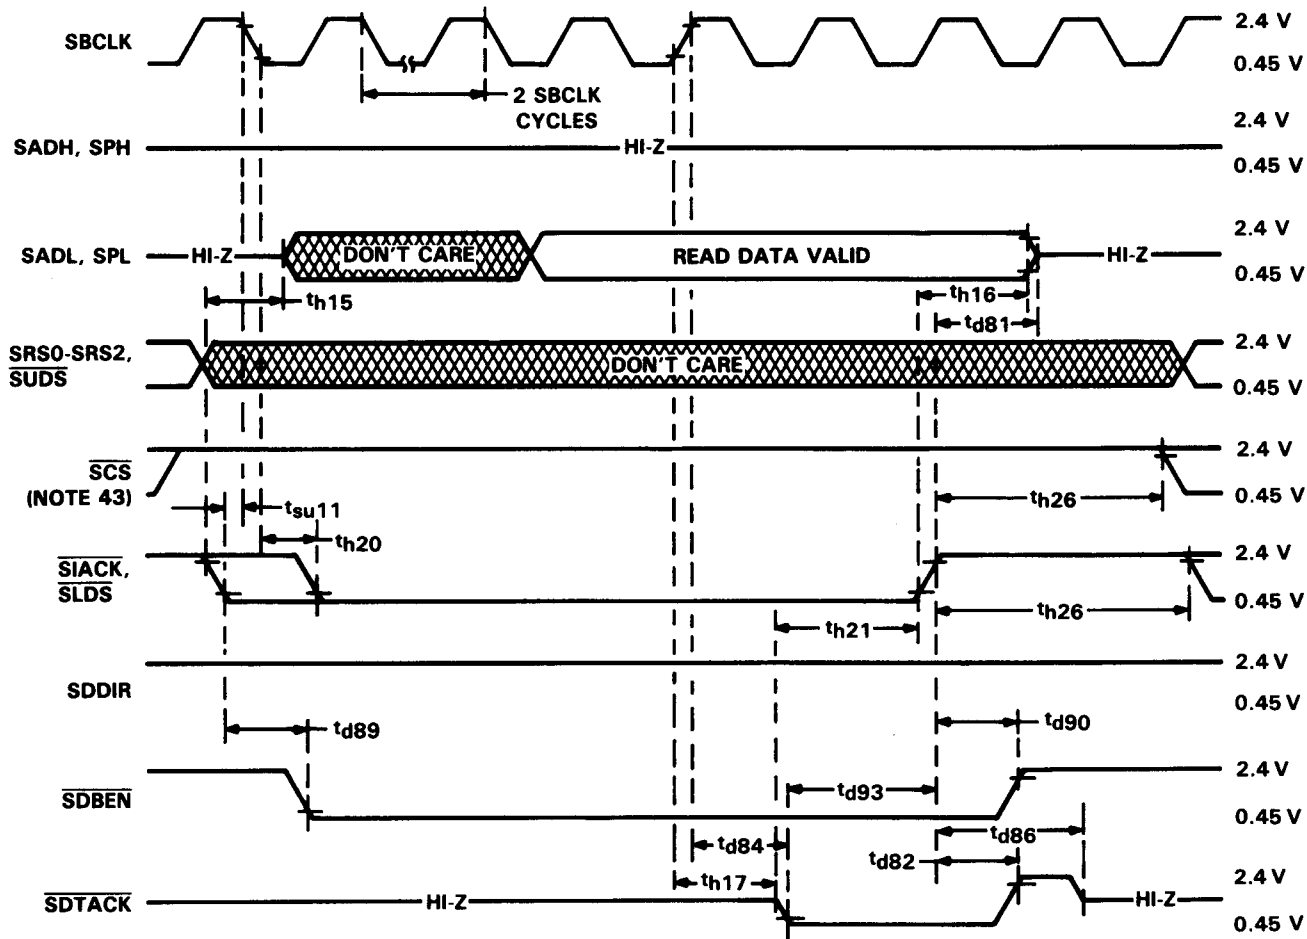 SBCLK
2.4 V
0.45 V
2 SBCLK
CYCLES
SADH, SPH
HI-Z
2.4 V
0.45 V
SADL, SPL
HI-Z
DON'T CARE
READ DATA VALID
HI-Z
2.4 V
0.45 V
th15
th16
td81
SRS0-SRS2,
SUDS
DON'T CARE
2.4 V
0.45 V
SCS
(NOTE 43)
2.4 V
0.45 V
tsu11
th26
th20
SIACK,
SLDS
2.4 V
0.45 V
th21
th26
SDDIR
2.4 V
0.45 V
td89
td90
SDBEN
2.4 V
0.45 V
td93
td86
td84
td82
th17
SDTACK
HI-Z
HI-Z
2.4 V
0.45 V